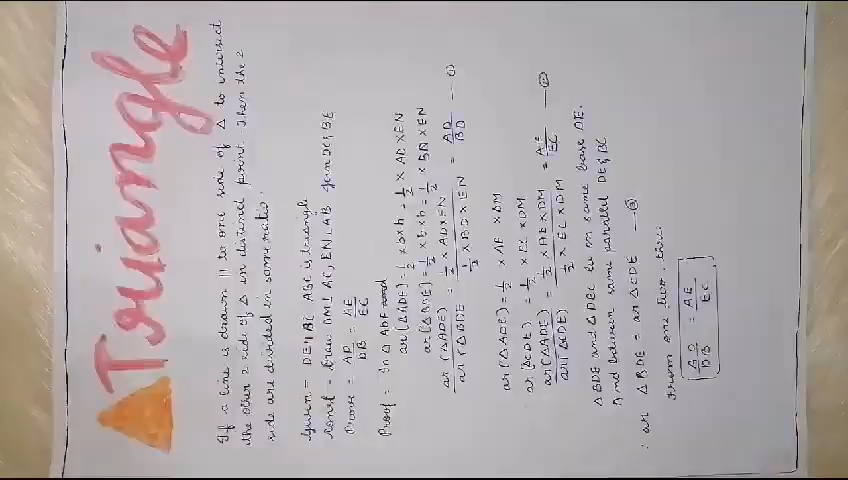 Triangle
If a line is drawn || to one side of Δ to intersect
the other 2 side of Δ in distinct point. Then the 2
side are divided in same ratio.
Given = DE || BC ABC is triangle
Const = Draw DM⊥AC, EN⊥AB Join DC & BE
Prove = AD/DB = AE/EC
Proof = In Δ ADE and
ar (ΔADE) = 1/2 × b × h = 1/2 × AD × EN
ar (ΔBDE) = 1/2 × b × h = 1/2 × BD × EN
ar (ΔADE)/ar (ΔBDE = 1/2 × AD × EN/1/2 × BD × EN = AD/BD — ①
ar (ΔADE) = 1/2 × AE × DM
ar (ΔCDE) = 1/2 × EC × DM
ar (ΔADE)/ar (ΔCDE) = 1/2 × AE × DM/1/2 × EC × DM = AE/EC — ②
ΔBDE and ΔDEC lie on same base DE.
And between same parallel DE & BC
∴ ar ΔBDE = ar ΔCDE — ③
From one, two, three
AD/DB = AE/EC